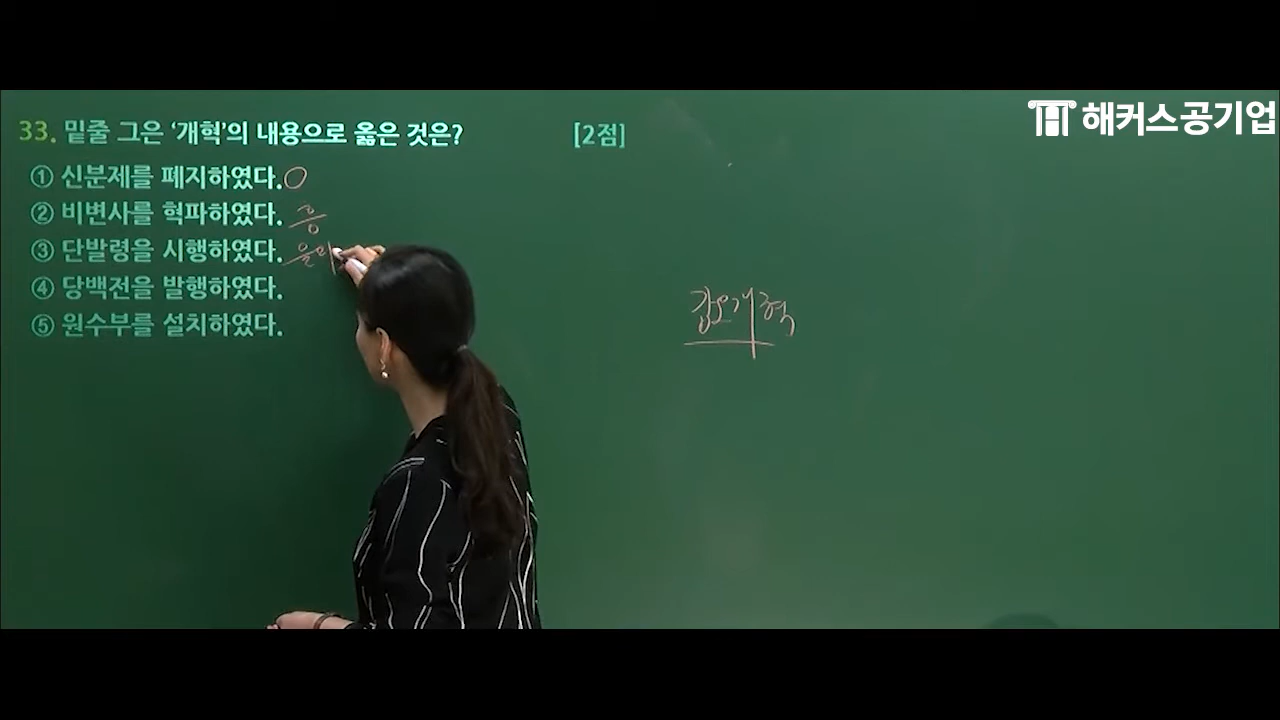 해커스공기업
33. 밑줄 그은 ‘개혁’의 내용으로 옳은 것은? [2점]
① 신분제를 폐지하였다. O
② 비변사를 혁파하였다. 흥
③ 단발령을 시행하였다. 을미
④ 당백전을 발행하였다.
⑤ 원수부를 설치하였다.
갑오개혁